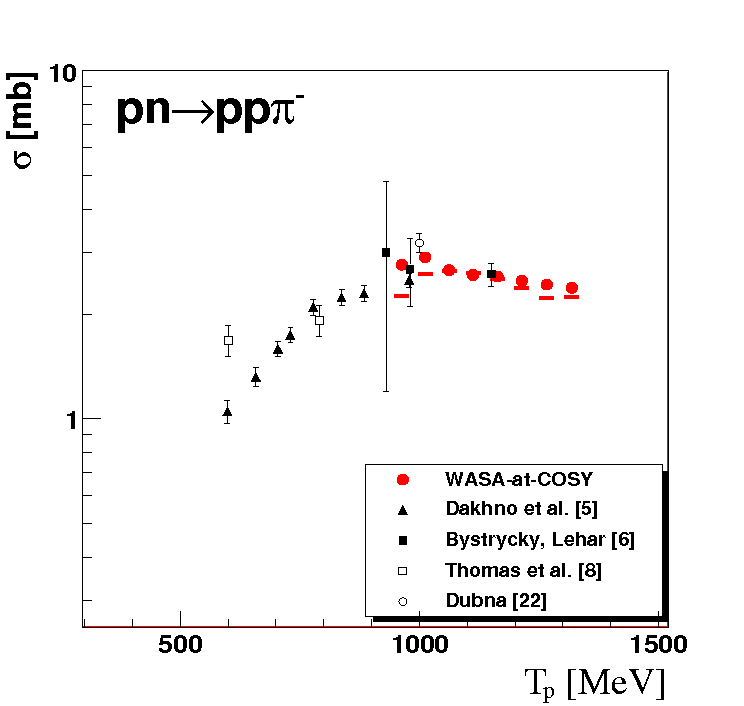 10
σ [mb]
pn→ppπ⁻
1
WASA-at-COSY
Dakhno et al. [5]
Bystrycky, Lehar [6]
Thomas et al. [8]
Dubna [22]
500 1000 1500
Tₚ [MeV]